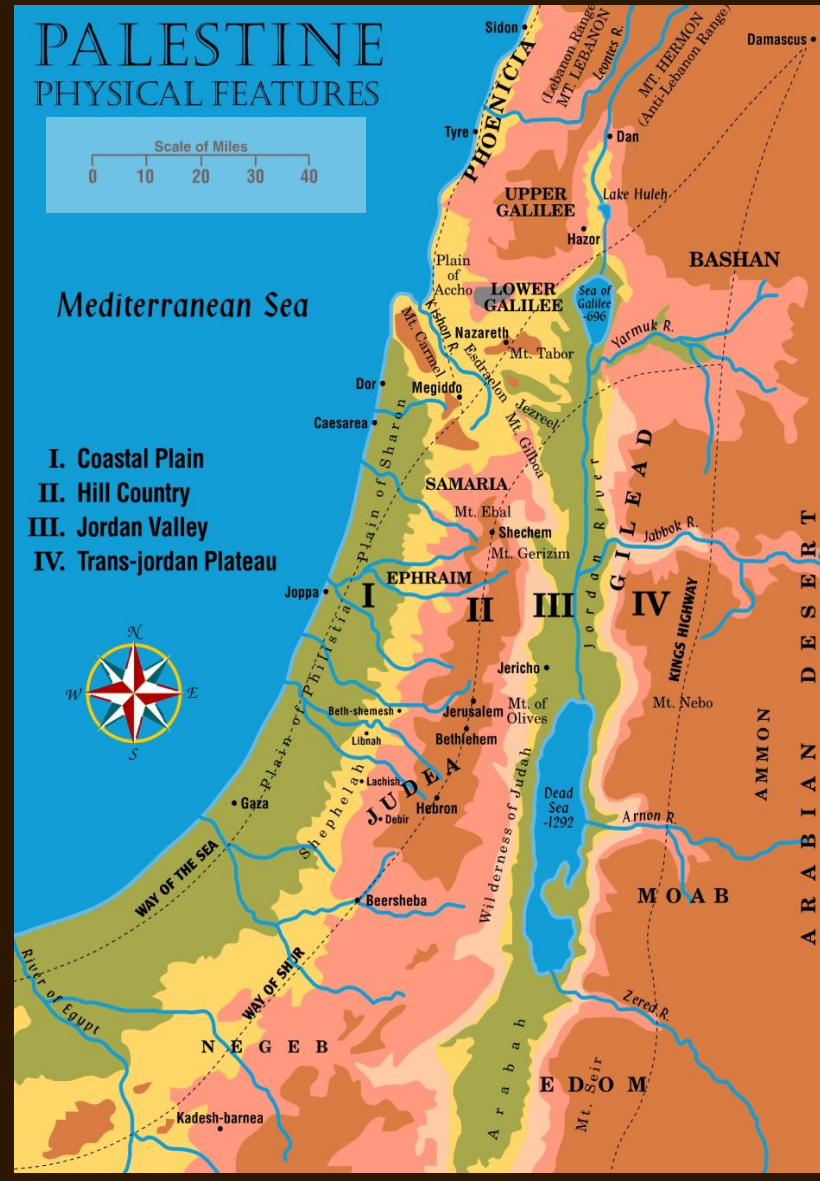 PALESTINE
PHYSICAL FEATURES
Scale of Miles
0 10 20 30 40
Mediterranean Sea
I. Coastal Plain
II. Hill Country
III. Jordan Valley
IV. Trans-jordan Plateau
N
W
E
S
Sidon
(Lebanon Range)
MT. LEBANON
Leontes R.
MT. HERMON
(Anti-Lebanon Range)
Damascus
PHOENICIA
Tyre
Dan
UPPER
GALILEE
Lake Huleh
Hazor
BASHAN
Plain
of
Accho
LOWER
GALILEE
Sea of
Galilee
-696
Kishon R.
Mt. Carmel
Nazareth
Mt. Tabor
Yarmuk R.
Esdraelon
Dor
Megiddo
Jezreel
Mt. Gilboa
Caesarea
Plain of Sharon
SAMARIA
Mt. Ebal
Shechem
Mt. Gerizim
Jordan River
GILEAD
Jabbok R.
Joppa
EPHRAIM
I
II
III
IV
KINGS HIGHWAY
ARABIAN DESERT
Plain of Philistia
Jericho
Mt. Nebo
Beth-shemesh
Jerusalem
Mt. of
Olives
Libnah
Bethlehem
AMMON
Lachish
JUDEA
Debir
Hebron
Gaza
Shephelah
Wilderness of Judah
Dead
Sea
-1292
Arnon R.
WAY OF THE SEA
Beersheba
MOAB
WAY OF SHUR
River of Egypt
Zered R.
NEGEB
Arabah
EDOM
Mt. Seir
Kadesh-barnea